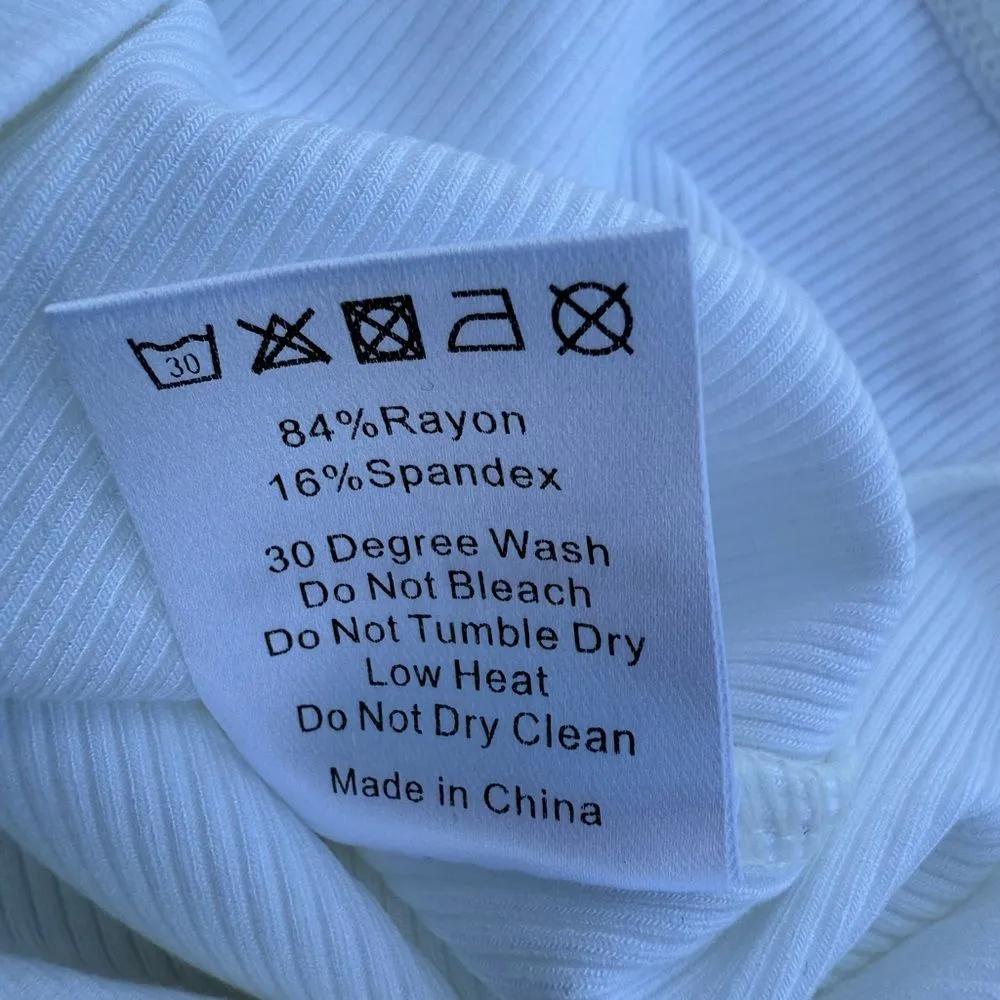 30
84%Rayon
16%Spandex
30 Degree Wash
Do Not Bleach
Do Not Tumble Dry
Low Heat
Do Not Dry Clean
Made in China